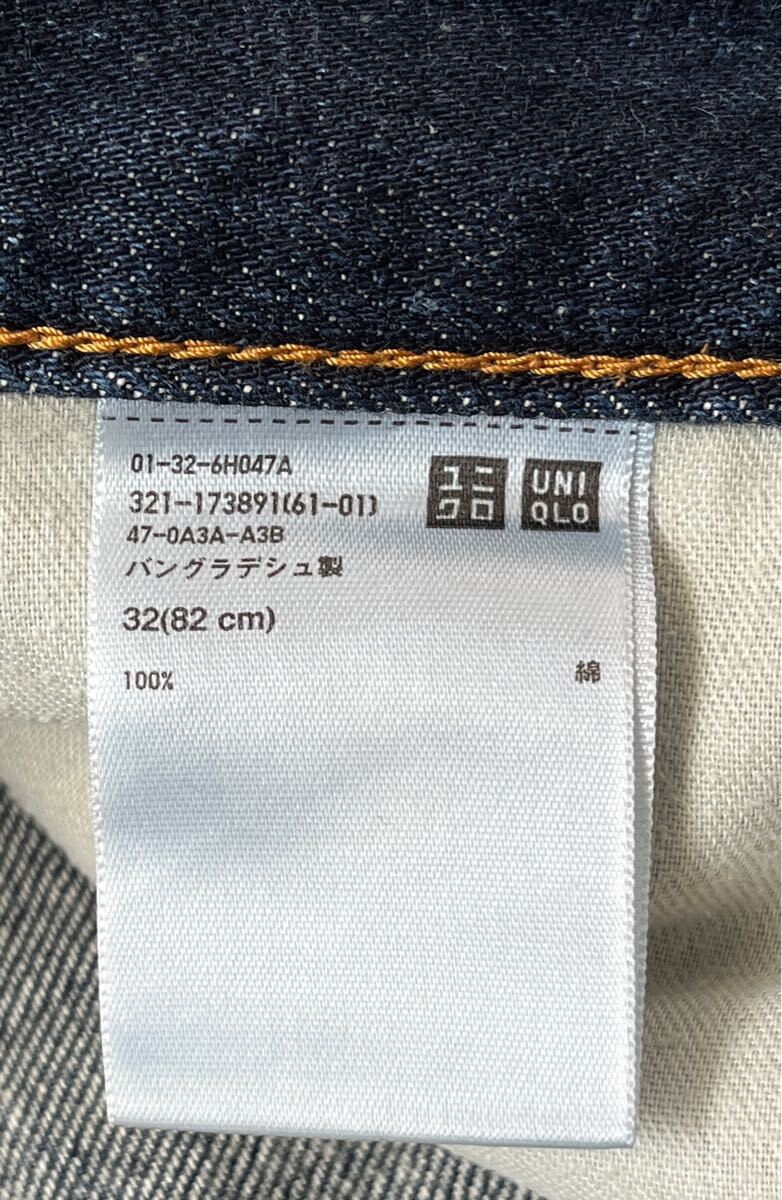 01-32-6H047A
321-173891(61-01)
47-0A3A-A3B
バングラデシュ製
32(82 cm)
100% 綿
ユニ
クロ
UNI
QLO